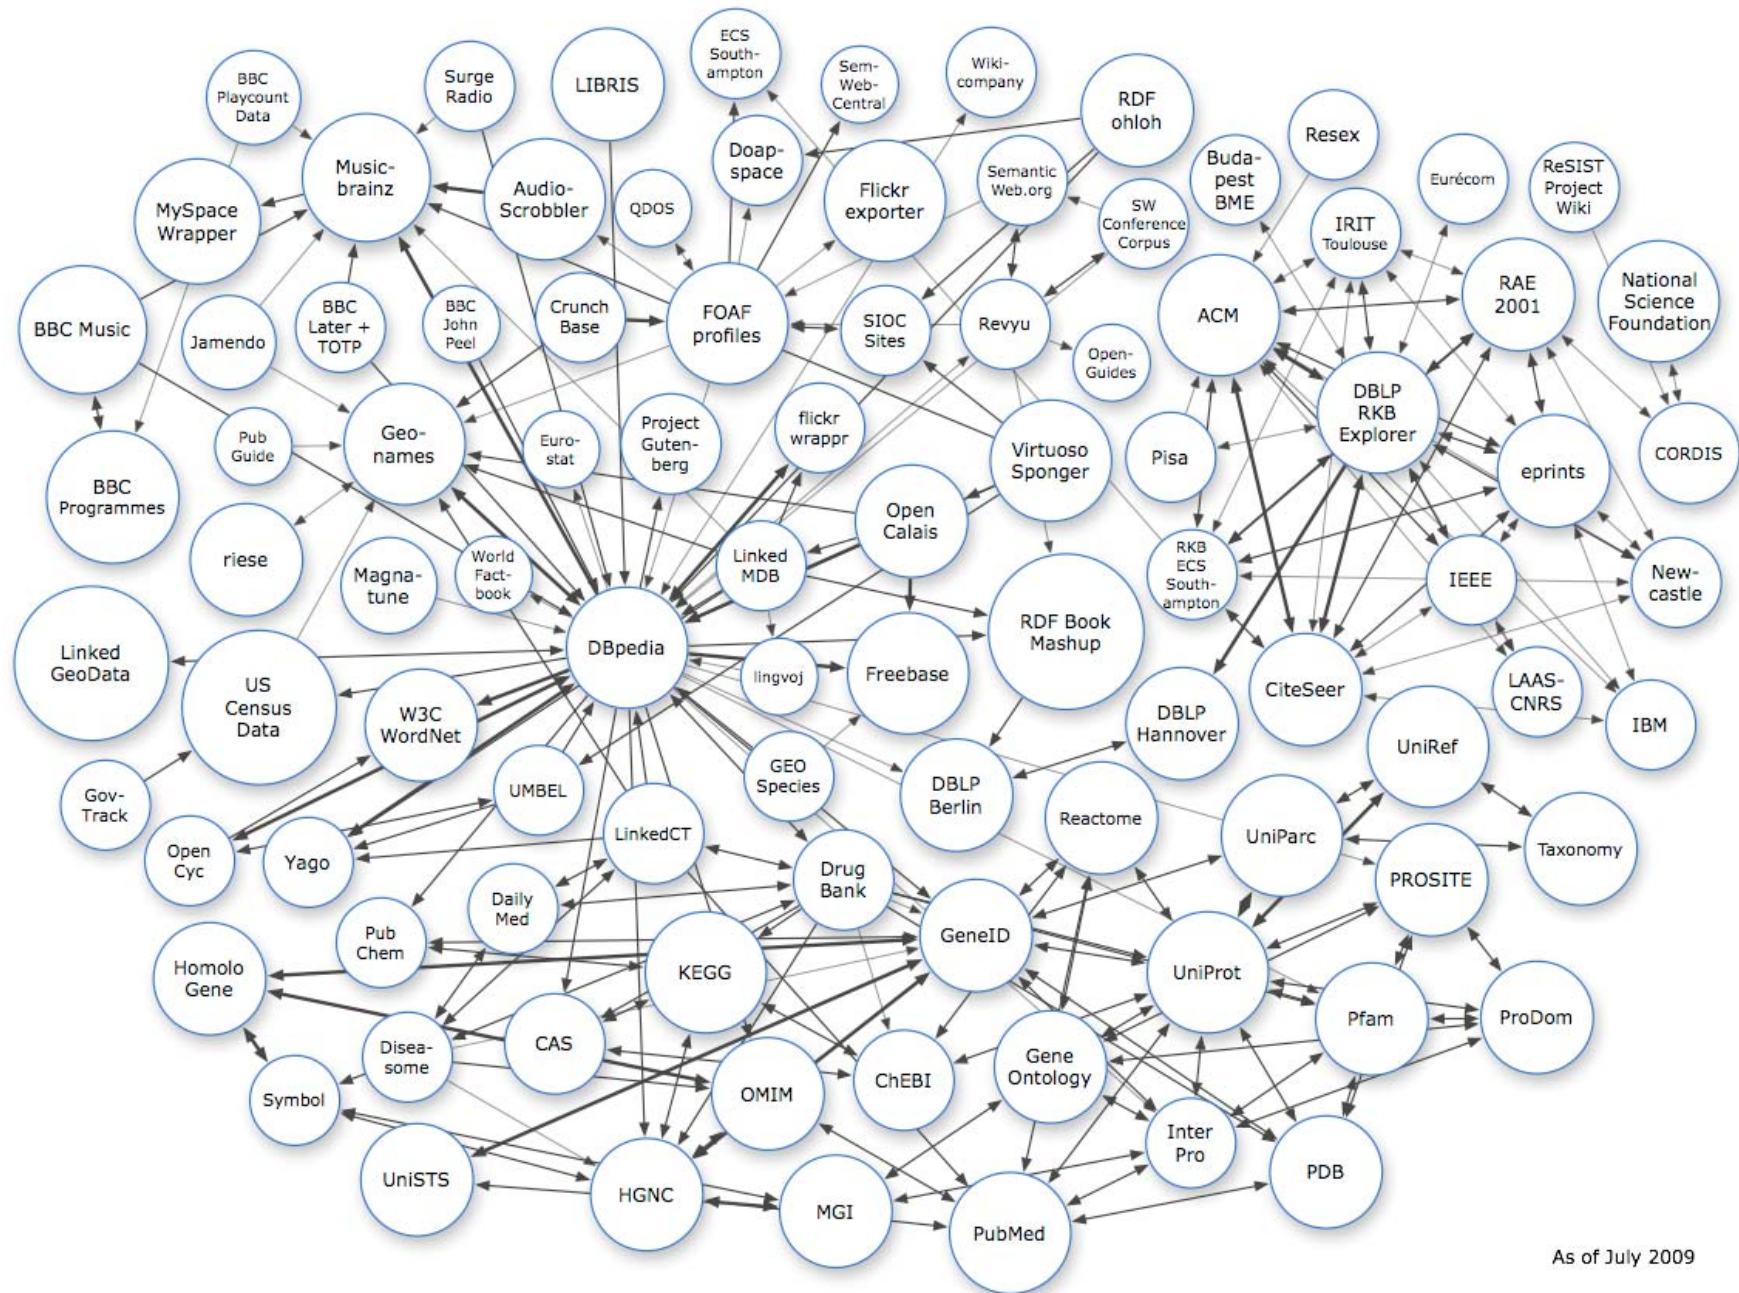 ECS
South-
ampton
Wiki-
company
BBC
Playcount
Data
Surge
Radio
LIBRIS
Sem-
Web-
Central
RDF
ohloh
Resex
Music-
brainz
Doap-
space
Buda-
pest
BME
Eurécom
ReSIST
Project
Wiki
MySpace
Wrapper
Audio-
Scrobbler
QDOS
Flickr
exporter
Semantic
Web.org
SW
Conference
Corpus
IRIT
Toulouse
BBC Music
Jamendo
BBC
Later +
TOTP
BBC
John
Peel
Crunch
Base
FOAF
profiles
SIOC
Sites
Revyu
Open-
Guides
ACM
RAE
2001
National
Science
Foundation
BBC
Programmes
Pub
Guide
Geo-
names
Euro-
stat
Project
Guten-
berg
flickr
wrappr
Virtuoso
Sponger
Pisa
DBLP
RKB
Explorer
eprints
CORDIS
riese
Magna-
tune
World
Fact-
book
Linked
MDB
Open
Calais
RKB
ECS
South-
ampton
IEEE
New-
castle
Linked
GeoData
US
Census
Data
W3C
WordNet
DBpedia
lingvoj
Freebase
RDF Book
Mashup
DBLP
Hannover
CiteSeer
LAAS-
CNRS
IBM
Gov-
Track
Open
Cyc
Yago
UMBEL
LinkedCT
GEO
Species
DBLP
Berlin
Reactome
UniParc
UniRef
PROSITE
Taxonomy
Homolo
Gene
Pub
Chem
Daily
Med
Drug
Bank
KEGG
GeneID
UniProt
Pfam
ProDom
Symbol
Disea-
some
CAS
OMIM
ChEBI
Gene
Ontology
Inter
Pro
PDB
UniSTS
HGNC
MGI
PubMed
As of July 2009